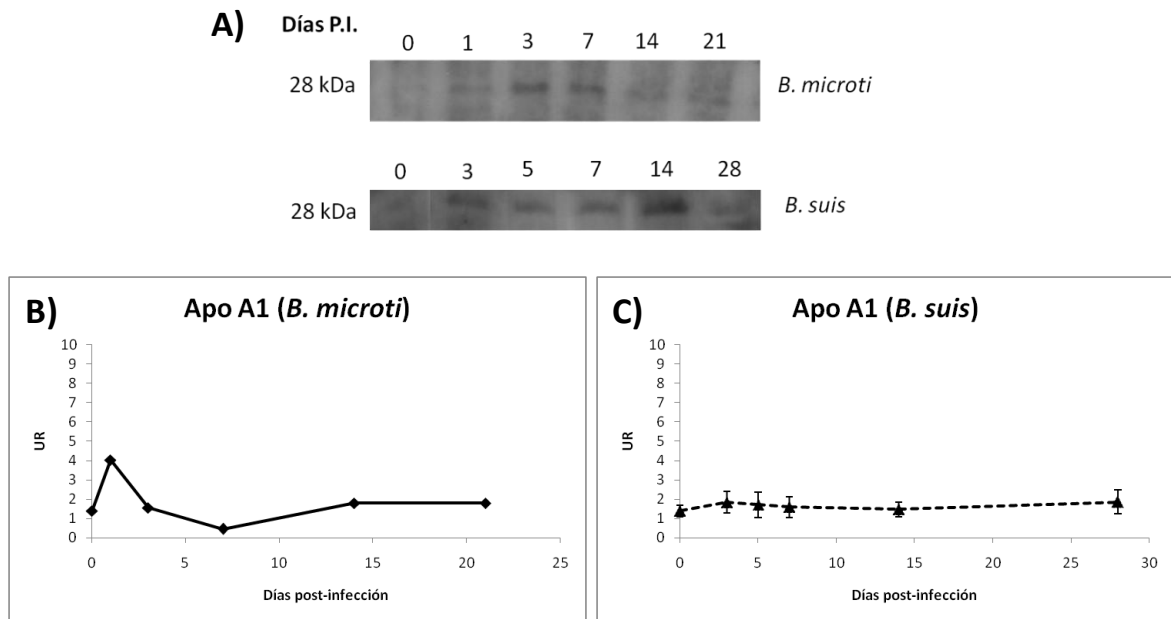 A)
Días P.I.
0 1 3 7 14 21
28 kDa
B. microti
0 3 5 7 14 28
28 kDa
B. suis
B)
Apo A1 (B. microti)
10
9
8
7
6
5
4
3
2
1
0
UR
0 5 10 15 20 25
Días post-infección
C)
Apo A1 (B. suis)
10
9
8
7
6
5
4
3
2
1
0
UR
0 5 10 15 20 25 30
Días post-infección